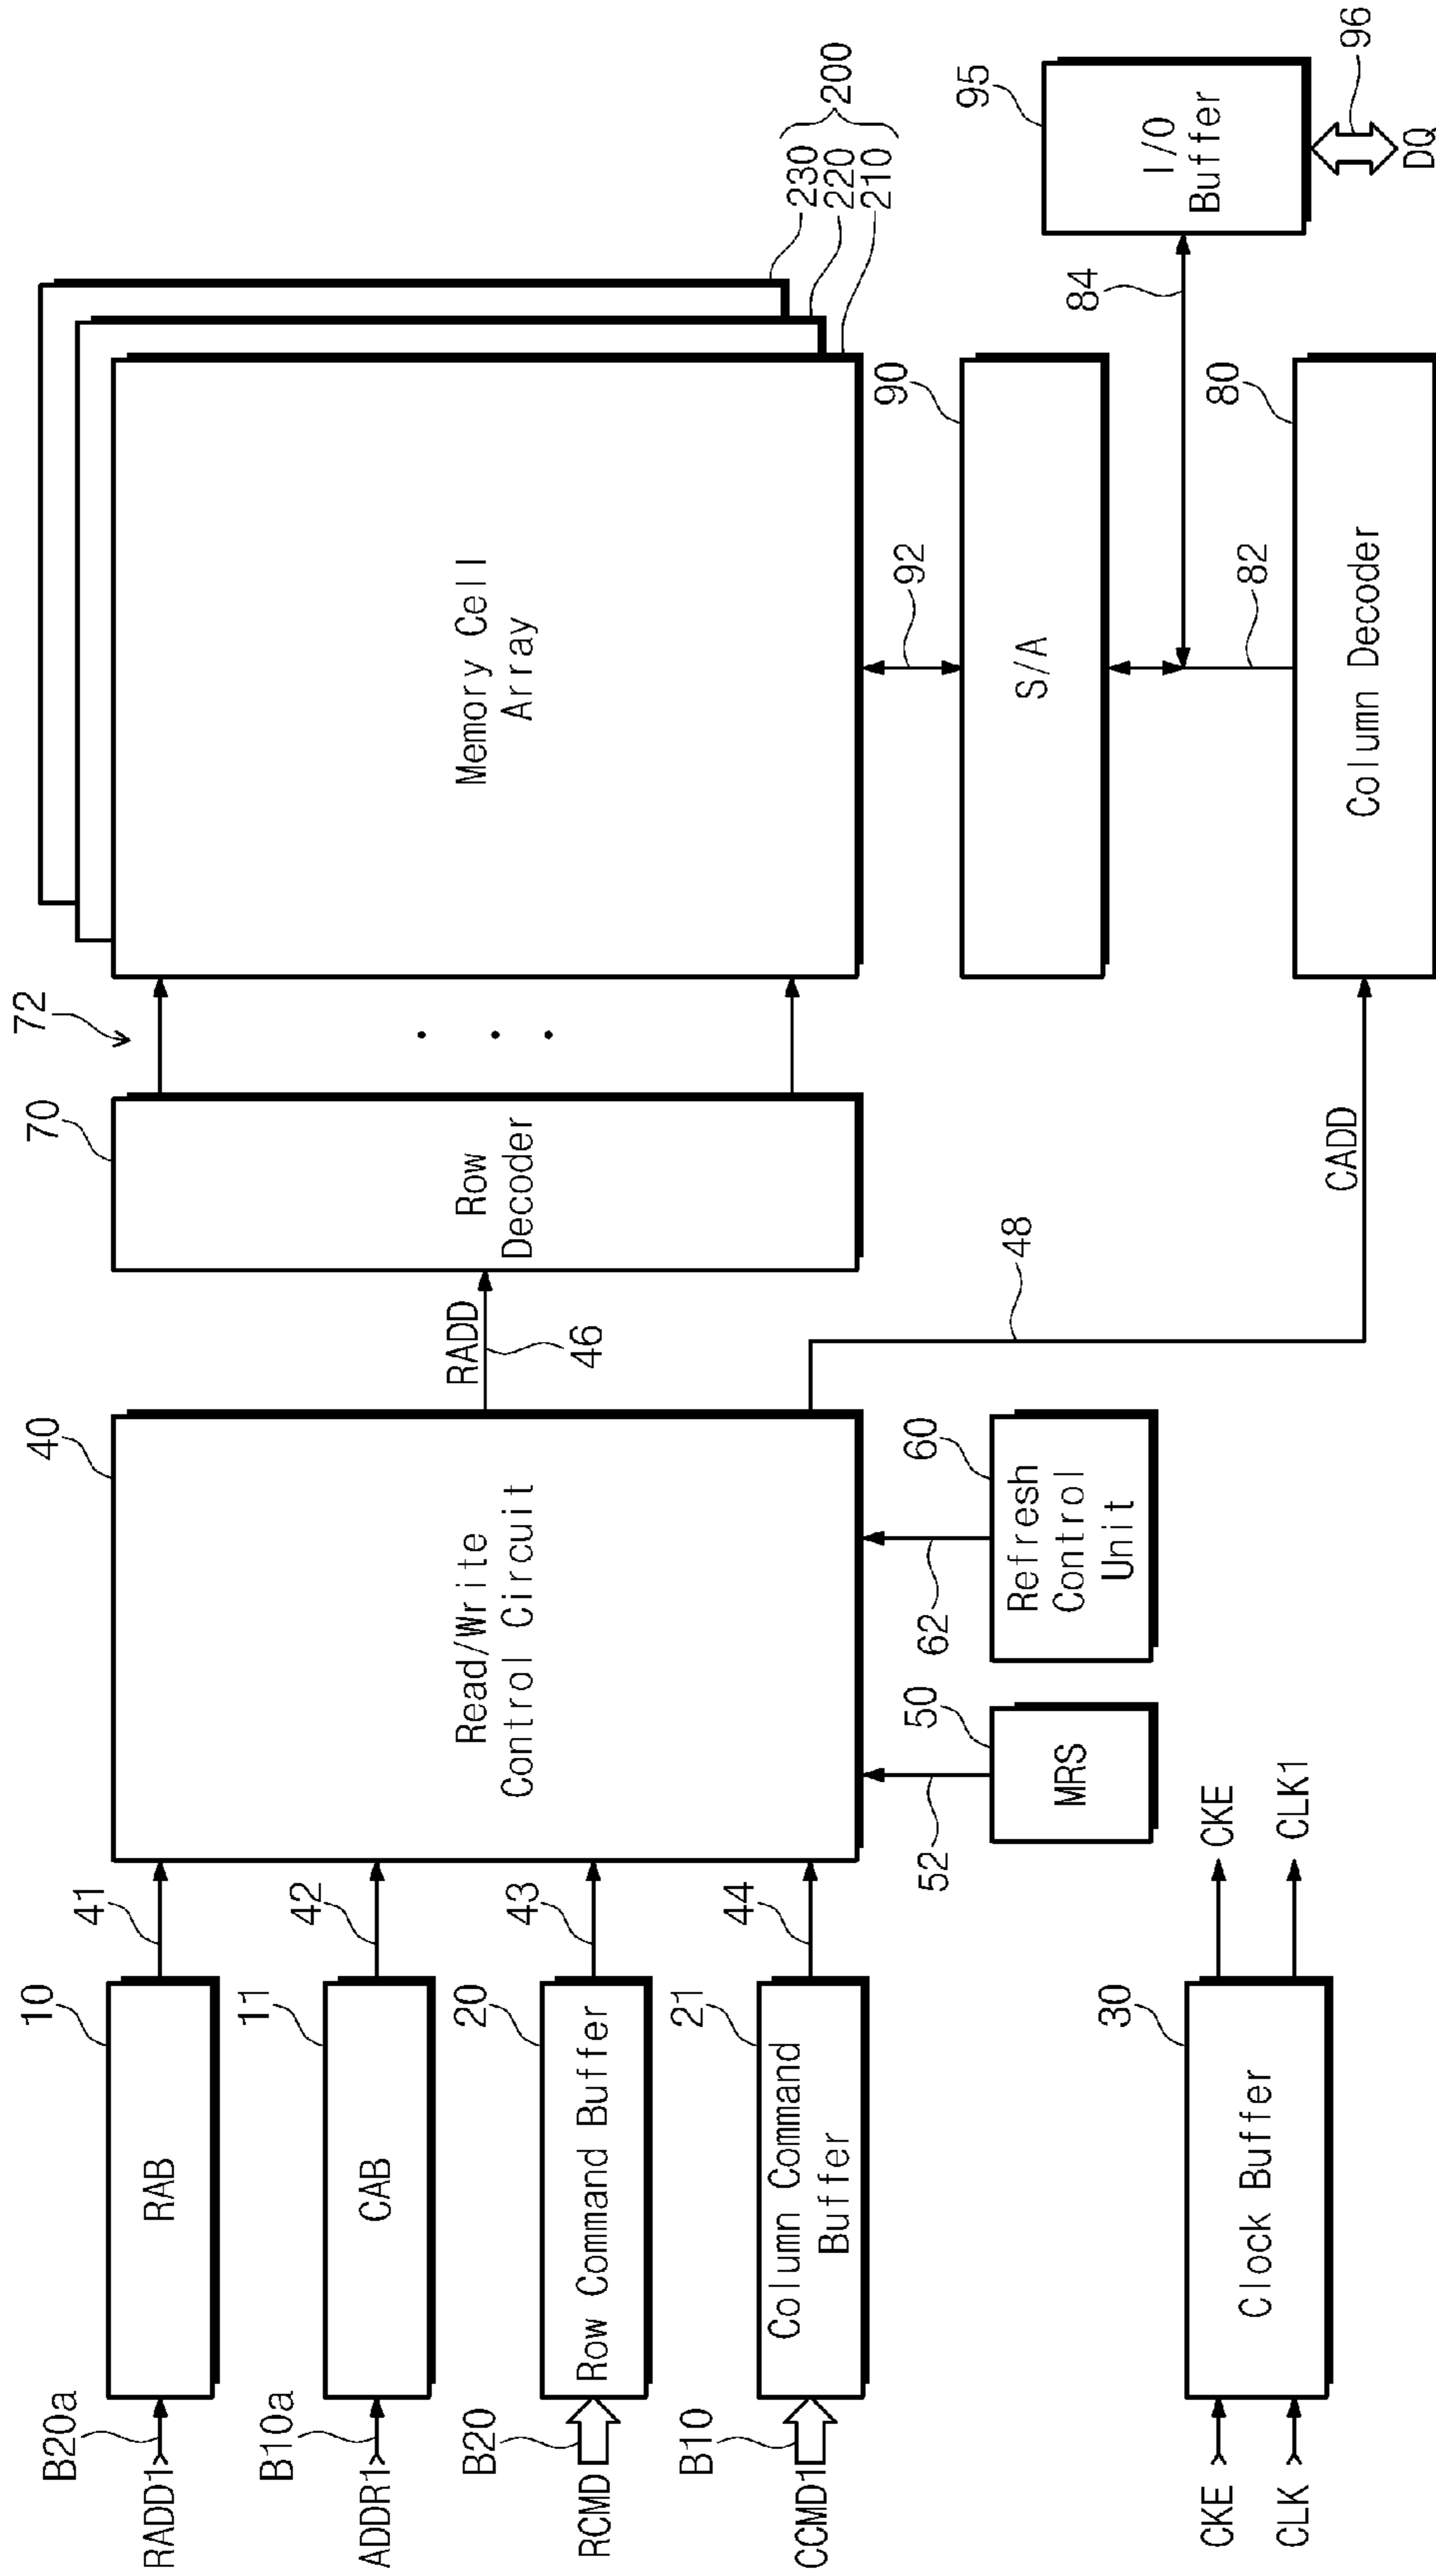 B20a
RADD1
10
RAB
41
B10a
ADDR1
11
CAB
42
B20
RCMD
20
Row Command Buffer
43
B10
CCMD1
21
Column Command
Buffer
44
40
Read/Write
Control Circuit
52
50
MRS
62
60
Refresh
Control
Unit
RADD
46
48
CADD
70
Row
Decoder
72
Memory Cell
Array
230
220
210
200
92
90
S/A
84
82
80
Column Decoder
95
I/O
Buffer
96
DQ
CKE
CLK
30
Clock Buffer
CKE
CLK1